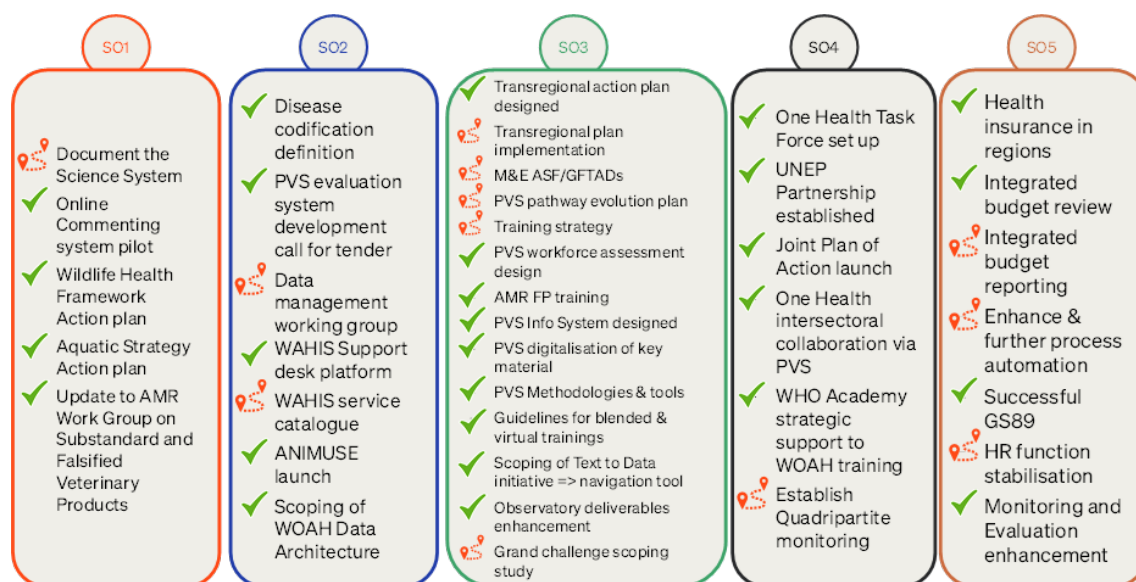 SO1
Document the
Science System
Online
Commenting
system pilot
Wildlife Health
Framework
Action plan
Aquatic Strategy
Action plan
Update to AMR
Work Group on
Substandard and
Falsified
Veterinary
Products
SO2
Disease
codification
definition
PVS evaluation
system
development
call for tender
Data
management
working group
WAHIS Support
desk platform
WAHIS service
catalogue
ANIMUSE
launch
Scoping of
WOAH Data
Architecture
SO3
Transregional action plan
designed
Transregional plan
implementation
M&E ASF/GFTADs
PVS pathway evolution plan
Training strategy
PVS workforce assessment
design
AMR FP training
PVS Info System designed
PVS digitalisation of key
material
PVS Methodologies & tools
Guidelines for blended &
virtual trainings
Scoping of Text to Data
initiative => navigation tool
Observatory deliverables
enhancement
Grand challenge scoping
study
SO4
One Health Task
Force set up
UNEP
Partnership
established
Joint Plan of
Action launch
One Health
intersectoral
collaboration via
PVS
WHO Academy
strategic
support to
WOAH training
Establish
Quadripartite
monitoring
SO5
Health
insurance in
regions
Integrated
budget review
Integrated
budget
reporting
Enhance &
further process
automation
Successful
GS89
HR function
stabilisation
Monitoring and
Evaluation
enhancement